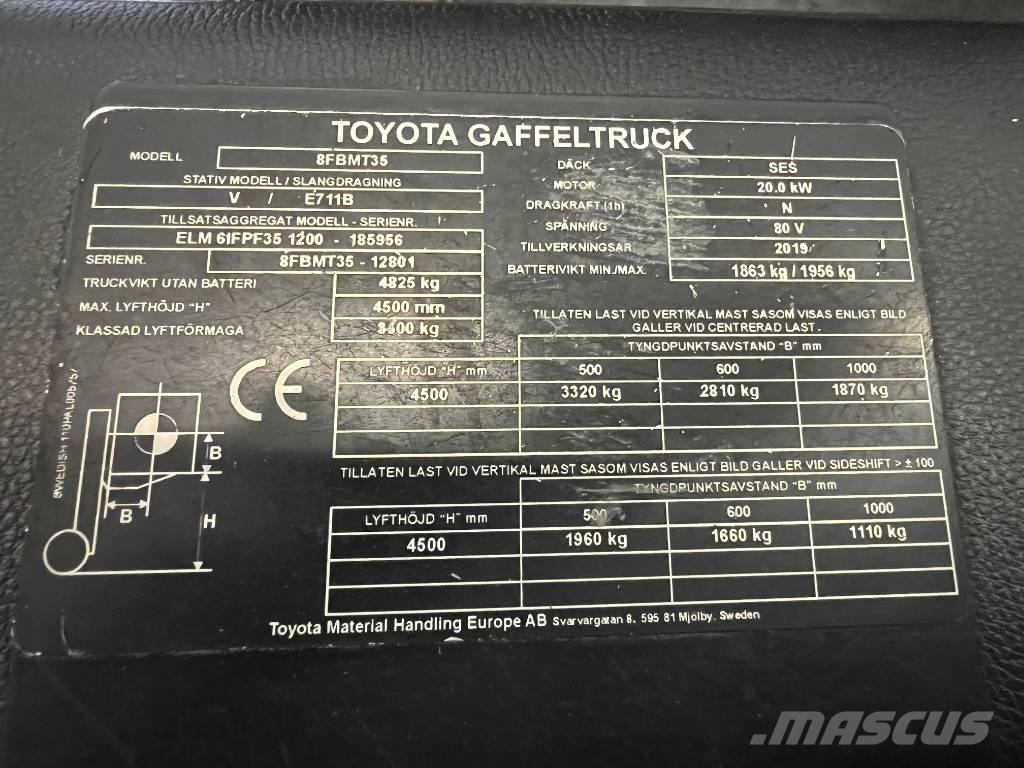 TOYOTA GAFFELTRUCK
MODELL 8FBMT35
STATIV MODELL / SLANGDRAGNING
V / E711B
TILLSATSAGGREGAT MODELL - SERIENR.
ELM 61FPF35 1200 - 185956
SERIENR. 8FBMT35 - 12801
TRUCKVIKT UTAN BATTERI 4825 kg
MAX. LYFTHÖJD "H" 4500 mm
KLASSAD LYFTFÖRMAGA kg
DÄCK SES
MOTOR 20.0 kW
DRAGKRAFT (1h) N
SPÄNNING 80 V
TILLVERKNINGSAR 2019
BATTERIVIKT MIN./MAX. 1863 kg / 1956 kg
TILLATEN LAST VID VERTIKAL MAST SASOM VISAS ENLIGT BILD
GÄLLER VID CENTRERAD LAST.
TYNGDPUNKTSAVSTAND "B" mm
LYFTHÖJD "H" mm 500 600 1000
4500 3320 kg 2810 kg 1870 kg
TILLATEN LAST VID VERTIKAL MAST SASOM VISAS ENLIGT BILD GALLER VID SIDESHIFT > ± 100
TYNGDPUNKTSAVSTAND "B" mm
LYFTHÖJD "H" mm 500 600 1000
4500 1960 kg 1660 kg 1110 kg
CE
B
B
H
Toyota Material Handling Europe AB Svarvargatan 8, 595 81 Mjölby, Sweden
MASCUS